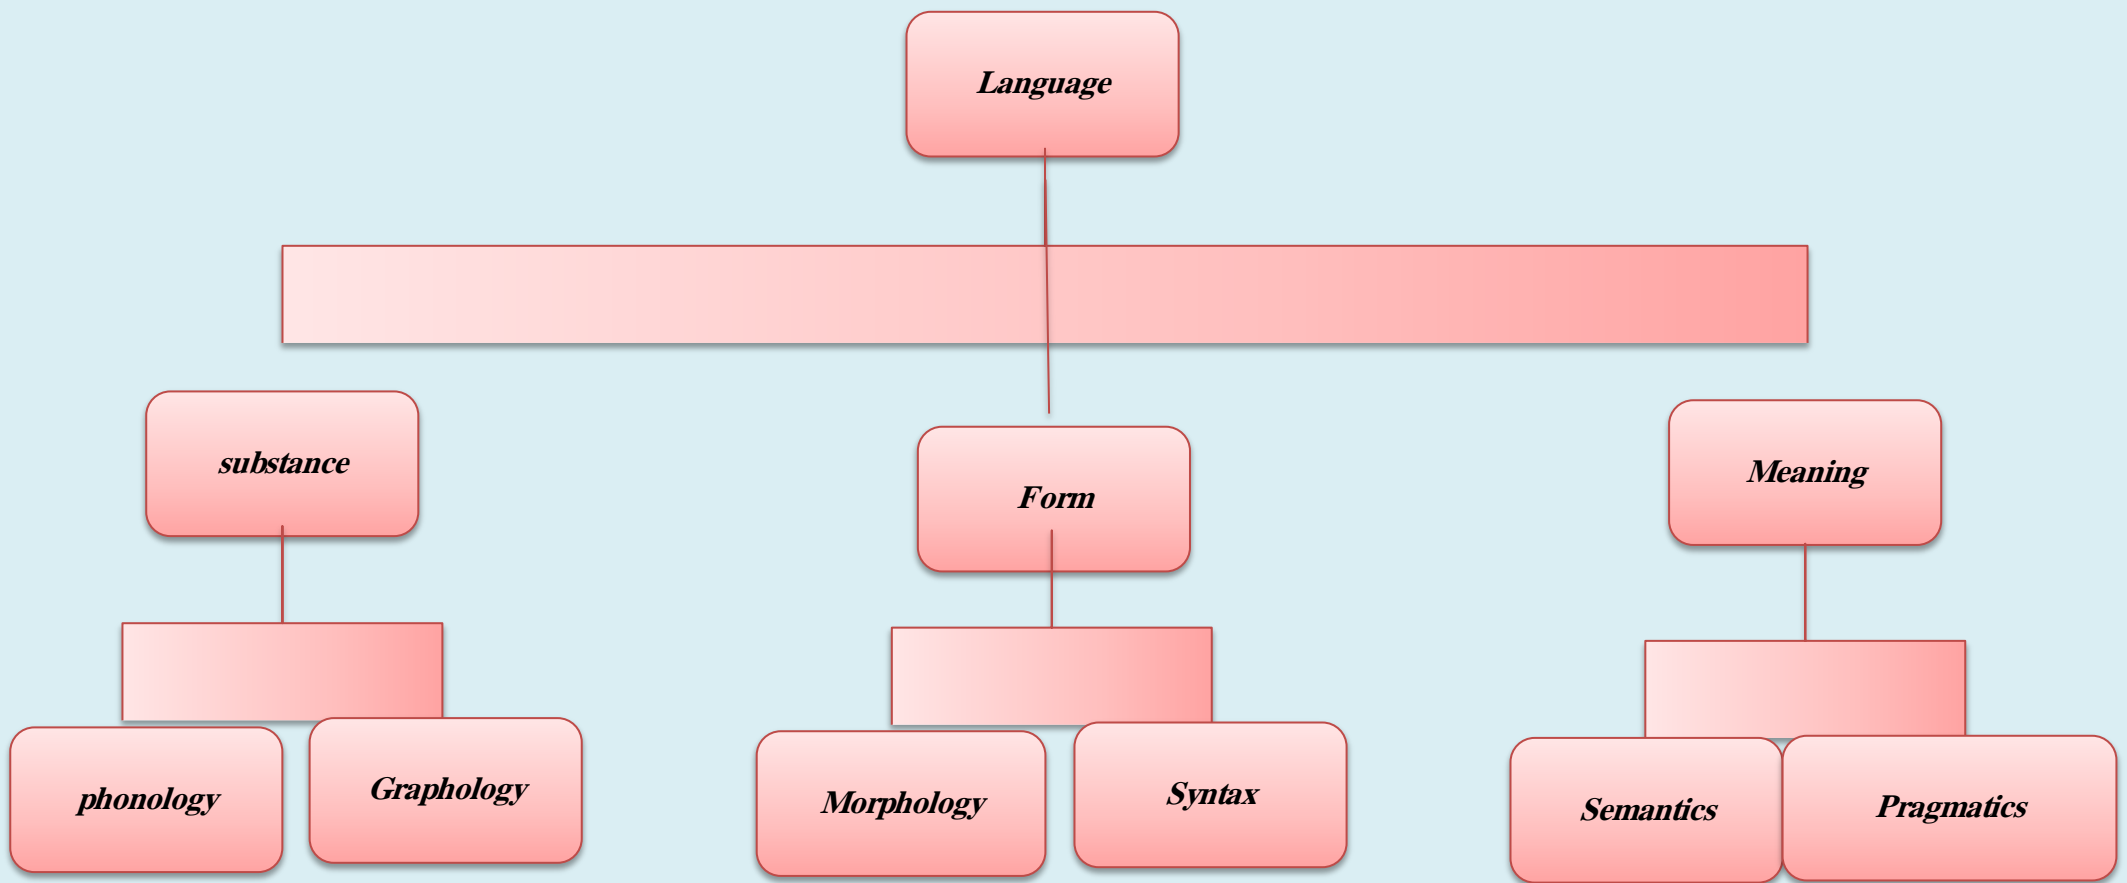 Language
substance
Form
Meaning
phonology
Graphology
Morphology
Syntax
Semantics
Pragmatics